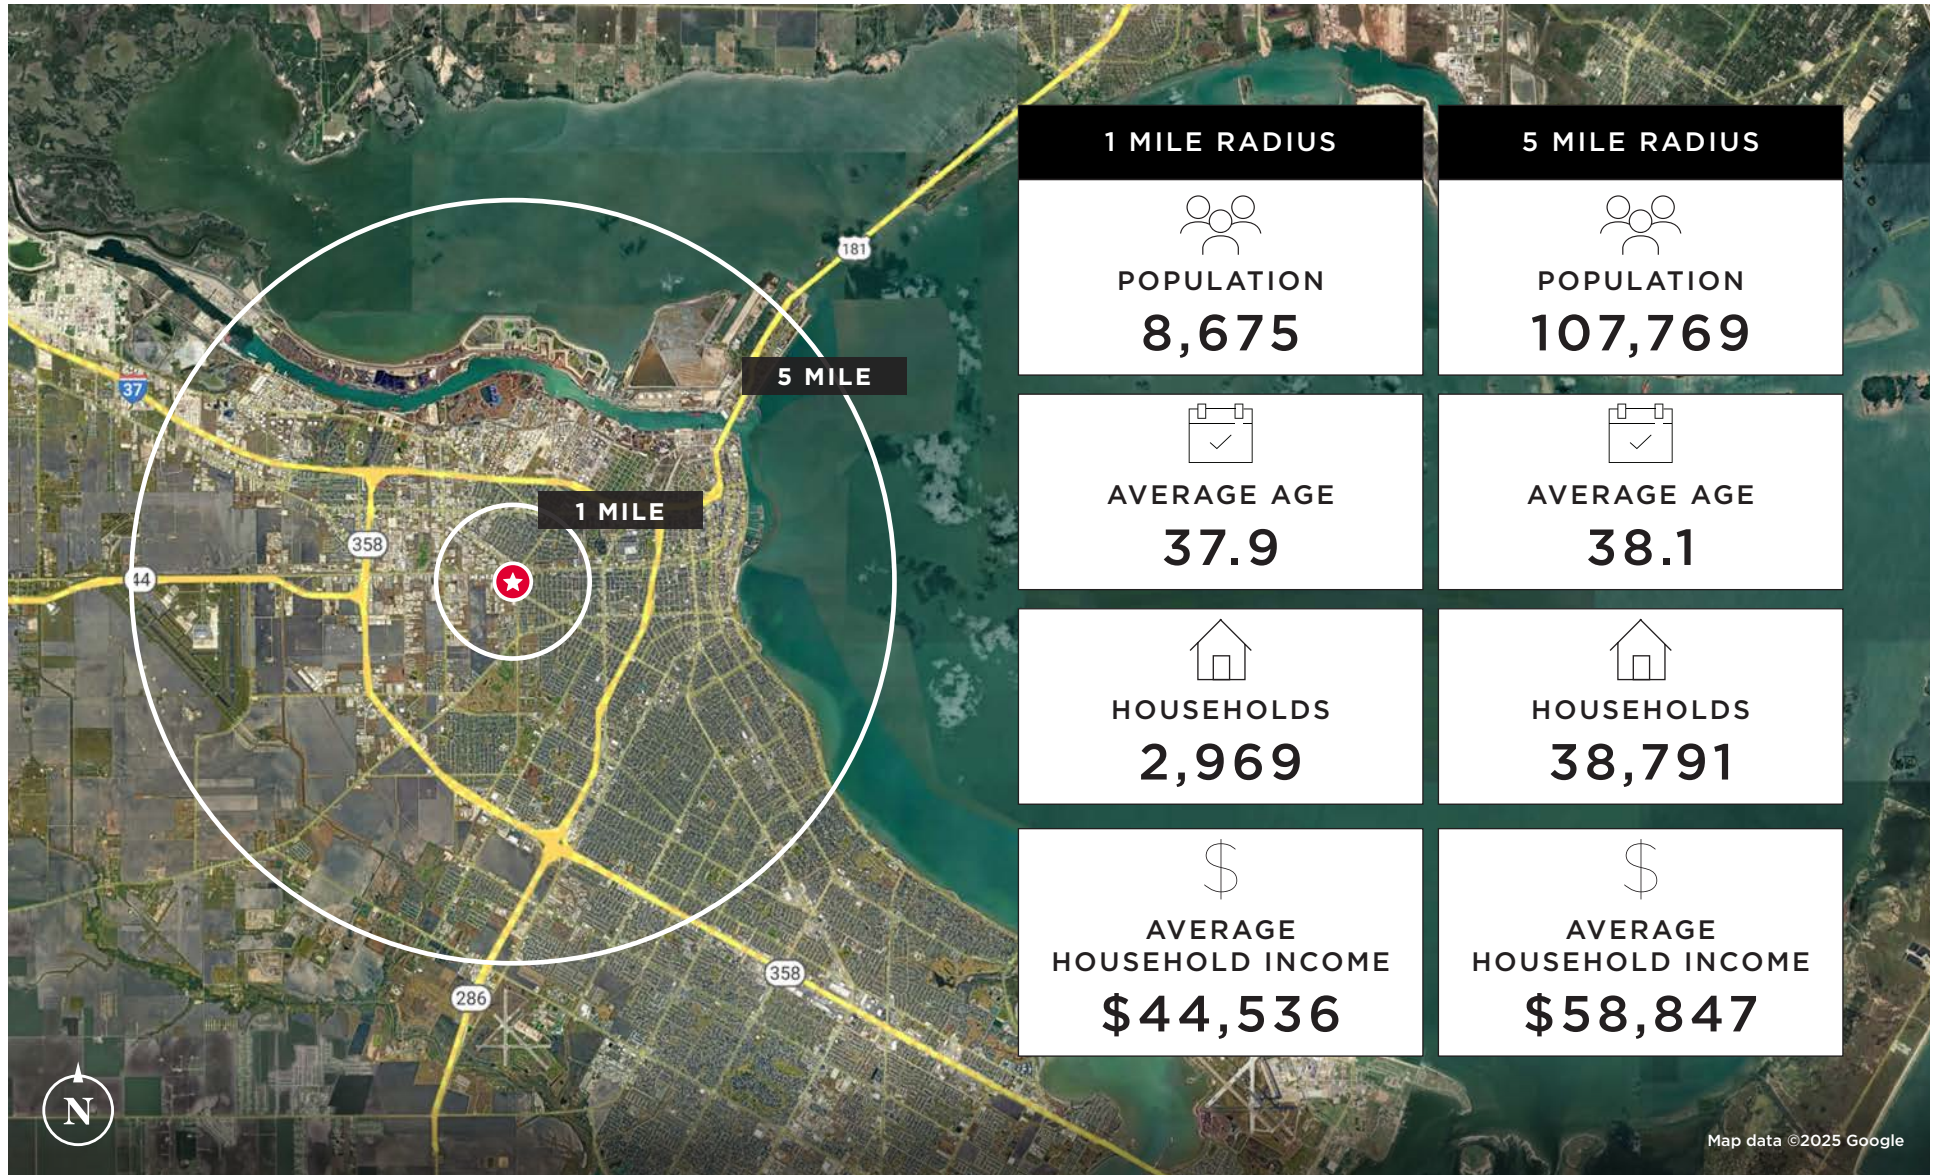 1 MILE RADIUS
POPULATION
8,675
AVERAGE AGE
37.9
HOUSEHOLDS
2,969
AVERAGE
HOUSEHOLD INCOME
$44,536
5 MILE RADIUS
POPULATION
107,769
AVERAGE AGE
38.1
HOUSEHOLDS
38,791
AVERAGE
HOUSEHOLD INCOME
$58,847
181
5 MILE
37
1 MILE
358
44
358
286
N
Map data ©2025 Google